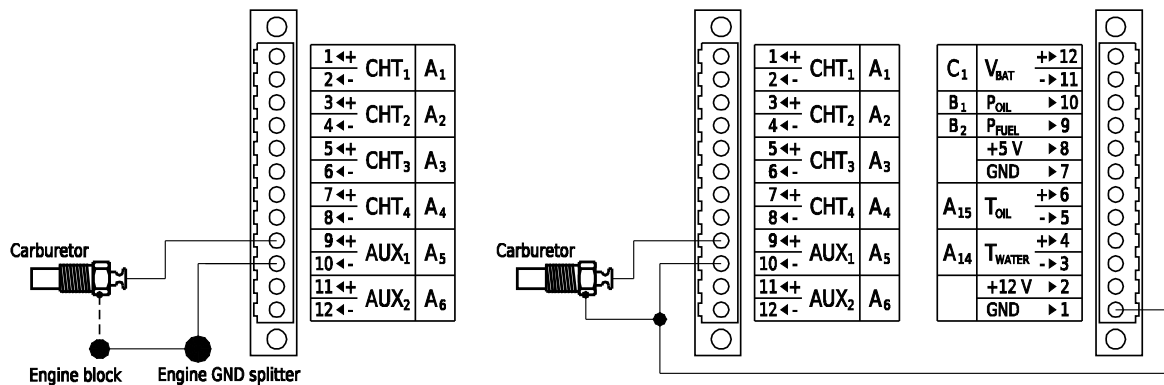 1◀+ CHT1 A1
2◀-
3◀+ CHT2 A2
4◀-
5◀+ CHT3 A3
6◀-
7◀+ CHT4 A4
8◀-
9◀+ AUX1 A5
10◀-
11◀+ AUX2 A6
12◀-
Carburetor
Engine block
Engine GND splitter
1◀+ CHT1 A1
2◀-
3◀+ CHT2 A2
4◀-
5◀+ CHT3 A3
6◀-
7◀+ CHT4 A4
8◀-
9◀+ AUX1 A5
10◀-
11◀+ AUX2 A6
12◀-
Carburetor
C1 VBAT +▶12
-▶11
B1 POIL ▶10
B2 PFUEL ▶9
+5 V ▶8
GND ▶7
A15 TOIL +▶6
-▶5
A14 TWATER +▶4
-▶3
+12 V ▶2
GND ▶1